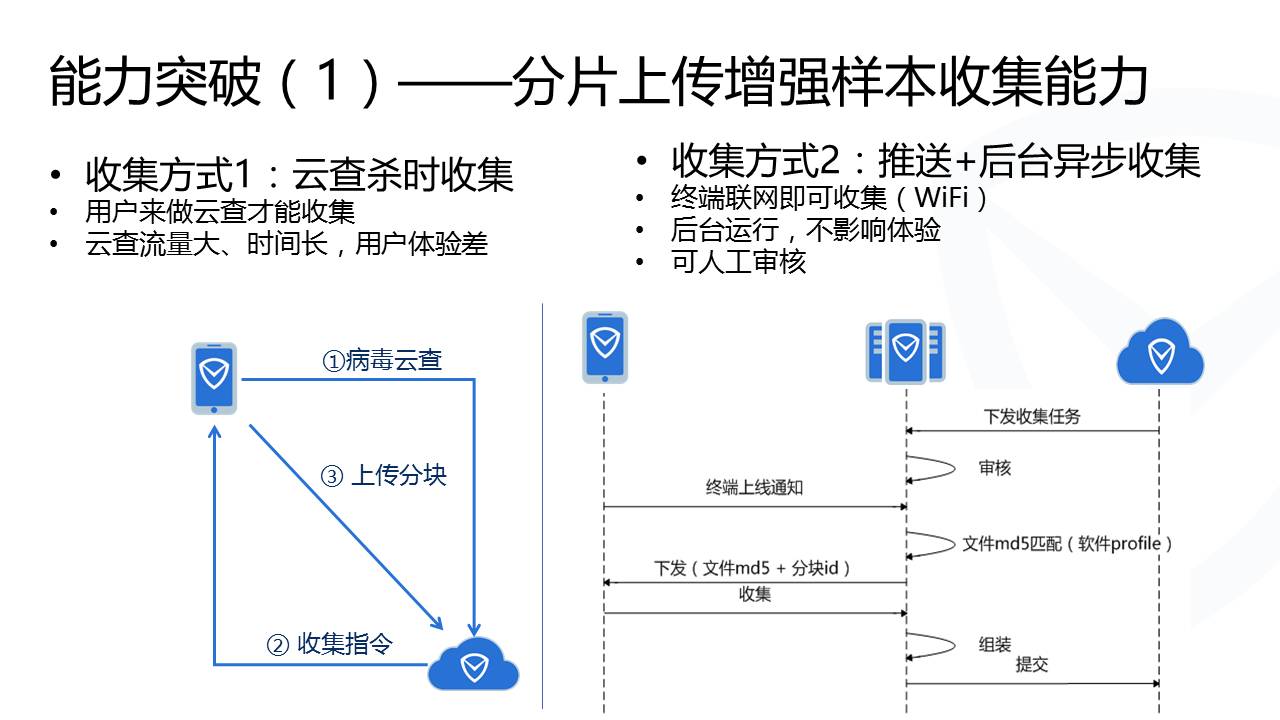 能力突破（1）——分片上传增强样本收集能力
• 收集方式1：云查杀时收集
• 用户来做云查才能收集
• 云查流量大、时间长，用户体验差
• 收集方式2：推送+后台异步收集
• 终端联网即可收集（WiFi）
• 后台运行，不影响体验
• 可人工审核
①病毒云查
③ 上传分块
② 收集指令
下发收集任务
审核
终端上线通知
文件md5匹配（软件profile）
下发（文件md5 + 分块id）
收集
组装
提交